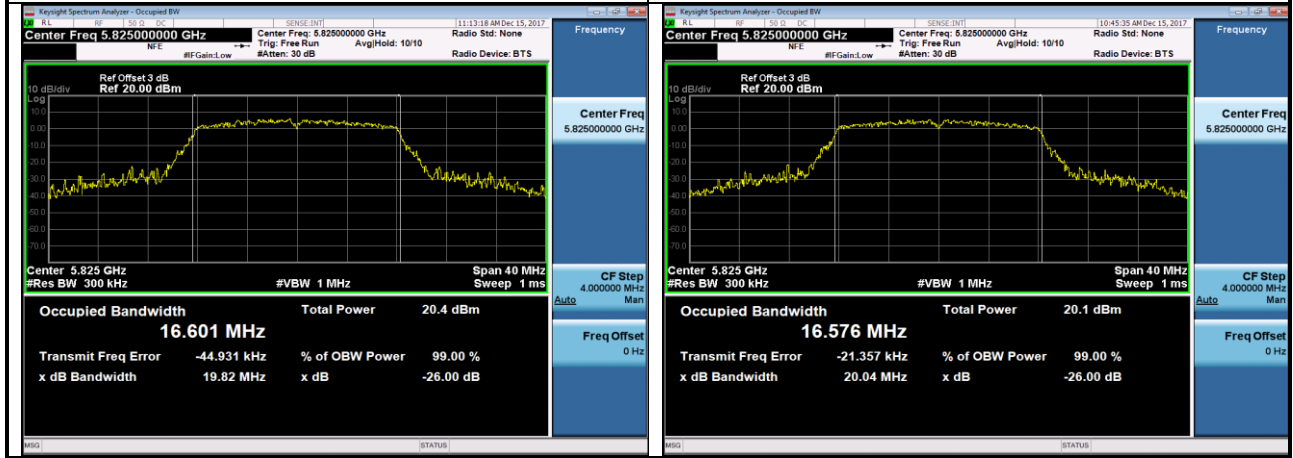 Keysight Spectrum Analyzer - Occupied BW
RL RF 50 Ω DC SENSE:INT 11:13:18 AM Dec 15, 2017
Center Freq 5.825000000 GHz
NFE
#IFGain:Low
Center Freq: 5.825000000 GHz
Trig: Free Run Avg|Hold: 10/10
#Atten: 30 dB
Radio Std: None
Radio Device: BTS
Ref Offset 3 dB
10 dB/div Ref 20.00 dBm
Log
10.0
0.00
-10.0
-20.0
-30.0
-40.0
-50.0
-60.0
-70.0
Center 5.825 GHz Span 40 MHz
#Res BW 300 kHz #VBW 1 MHz Sweep 1 ms
Occupied Bandwidth Total Power 20.4 dBm
16.601 MHz
Transmit Freq Error -44.931 kHz % of OBW Power 99.00 %
x dB Bandwidth 19.82 MHz x dB -26.00 dB
MSG STATUS
Frequency
Center Freq
5.825000000 GHz
CF Step
4.000000 MHz
Auto Man
Freq Offset
0 Hz
Keysight Spectrum Analyzer - Occupied BW
RL RF 50 Ω DC SENSE:INT 10:45:35 AM Dec 15, 2017
Center Freq 5.825000000 GHz
NFE
#IFGain:Low
Center Freq: 5.825000000 GHz
Trig: Free Run Avg|Hold: 10/10
#Atten: 30 dB
Radio Std: None
Radio Device: BTS
Ref Offset 3 dB
10 dB/div Ref 20.00 dBm
Log
10.0
0.00
-10.0
-20.0
-30.0
-40.0
-50.0
-60.0
-70.0
Center 5.825 GHz Span 40 MHz
#Res BW 300 kHz #VBW 1 MHz Sweep 1 ms
Occupied Bandwidth Total Power 20.1 dBm
16.576 MHz
Transmit Freq Error -21.357 kHz % of OBW Power 99.00 %
x dB Bandwidth 20.04 MHz x dB -26.00 dB
MSG STATUS
Frequency
Center Freq
5.825000000 GHz
CF Step
4.000000 MHz
Auto Man
Freq Offset
0 Hz